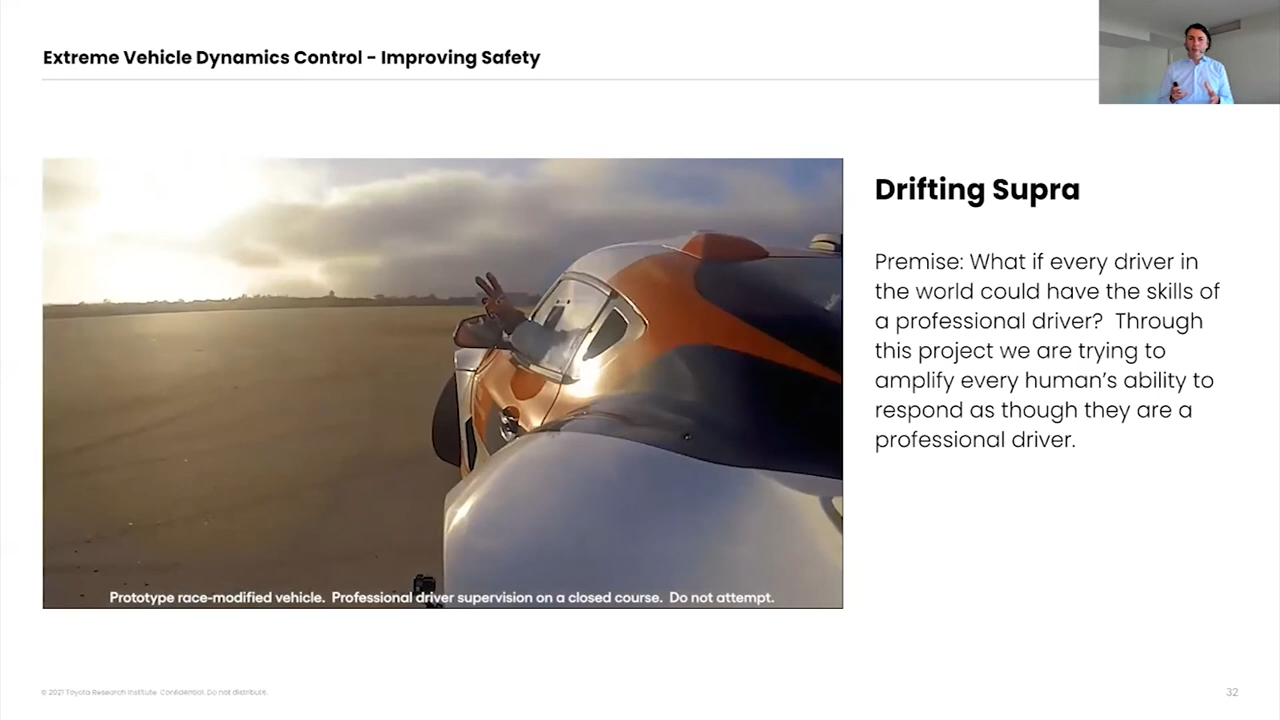 Extreme Vehicle Dynamics Control - Improving Safety
Drifting Supra
Premise: What if every driver in
the world could have the skills of
a professional driver? Through
this project we are trying to
amplify every human's ability to
respond as though they are a
professional driver.
Prototype race-modified vehicle. Professional driver supervision on a closed course. Do not attempt.
© 2021 Toyota Research Institute. Confidential. Do not distribute.
32